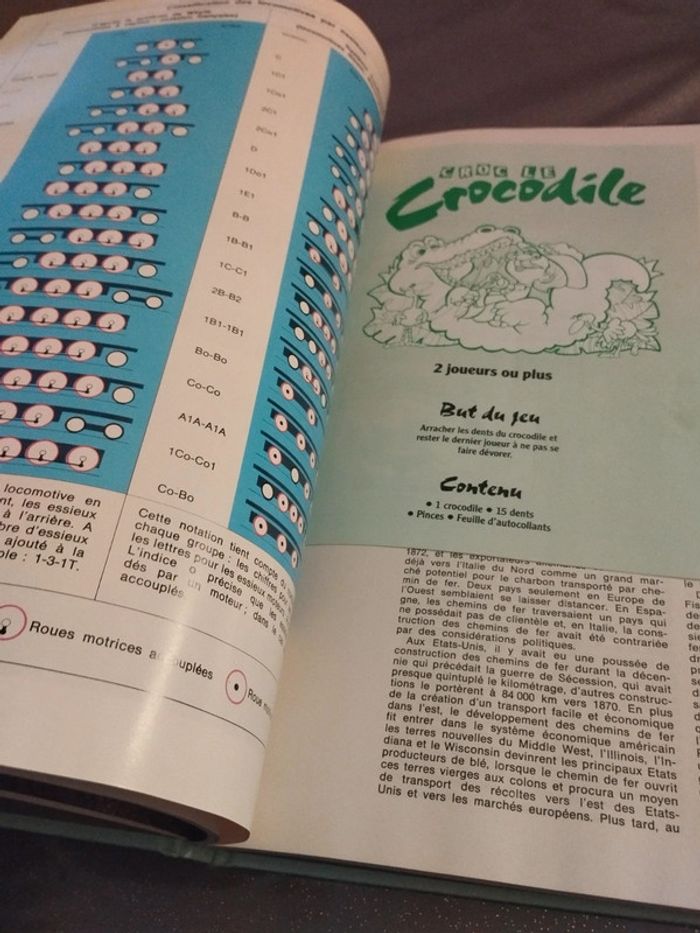 Classification des locomotives par
C
1C1
1Co1
2C1
2Co1
D
1Do1
1E1
B-B
1B-B1
1C-C1
2B-B2
1B1-1B1
Bo-Bo
Co-Co
A1A-A1A
1Co-Co1
Co-Bo
locomotive en
nt, les essieux
à l'arrière. A
bre d'essieux
ajouté à la
ple : 1-3-1T.
Cette notation tient compte
chaque groupe : les chiffres
les lettres pour les essieux moteurs
L'indice o précise que les
dés par un moteur; dans le
accouplés.
Roues motrices accouplées
CROC LE
Crocodile
2 joueurs ou plus
But du jeu
Arracher les dents du crocodile et
rester le dernier joueur à ne pas se
faire dévorer.
Contenu
• 1 crocodile • 15 dents
• Pinces • Feuille d'autocollants
1872, et les exportateurs
déjà vers l'Italie du Nord comme un grand mar-
ché potentiel pour le charbon transporté par che-
min de fer. Deux pays seulement en Europe de
l'Ouest semblaient se laisser distancer. En Espa-
gne, les chemins de fer traversaient un pays qui
ne possédait pas de clientèle et, en Italie, la cons-
truction des chemins de fer avait été contrariée
par des considérations politiques.
Aux Etats-Unis, il y avait eu une poussée de
construction des chemins de fer durant la décen-
nie qui précédait la guerre de Sécession, qui avait
presque quintuplé le kilométrage, d'autres construc-
tions le portèrent à 84 000 km vers 1870. En plus
de la création d'un transport facile et économique
dans l'est, le développement des chemins de fer
fit entrer dans le système économique américain
les terres nouvelles du Middle West, l'Illinois, l'In-
diana et le Wisconsin devinrent les principaux Etats
producteurs de blé, lorsque le chemin de fer ouvrit
ces terres vierges aux colons et procura un moyen
de transport des récoltes vers l'est des Etats-
Unis et vers les marchés européens. Plus tard, au